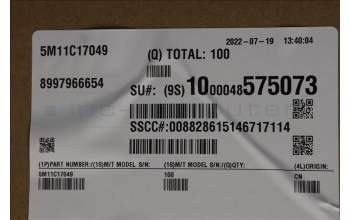 2022-07-19 13:40:04
5M11C17049
(Q) TOTAL: 100
8997966654
SU#: (9S) 1000048575073
SSCC#:008828615146717114
(1P)PART NUMBER/(1S)M/T MODEL S/N:
(1S)M/T MODEL S/N:/(Q)QTY:
(4L)ORIGIN:
5M11C17049
100
CN